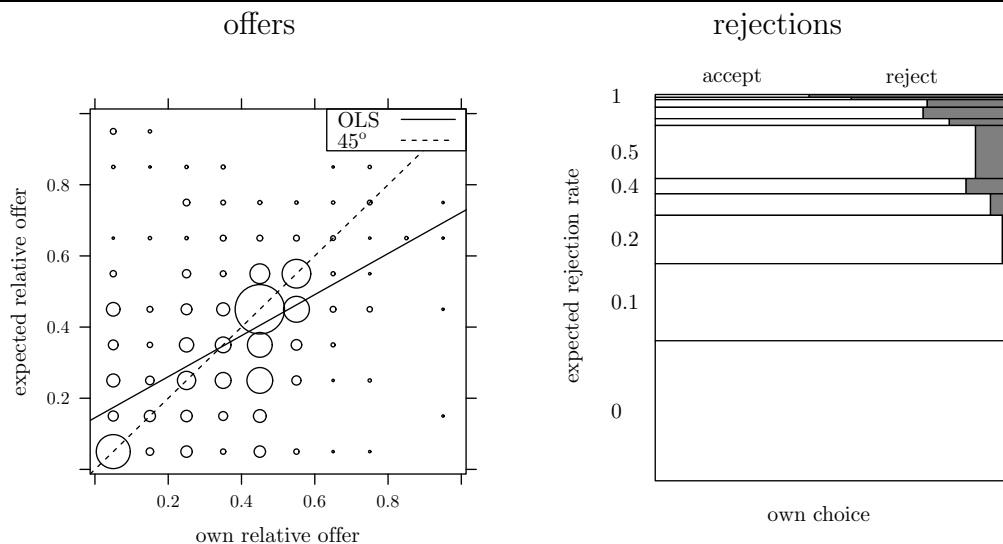 offers
OLS
45°
expected relative offer
0.8
0.6
0.4
0.2
0.2
0.4
0.6
0.8
own relative offer
rejections
accept
reject
expected rejection rate
1
0.5
0.4
0.2
0.1
0
own choice